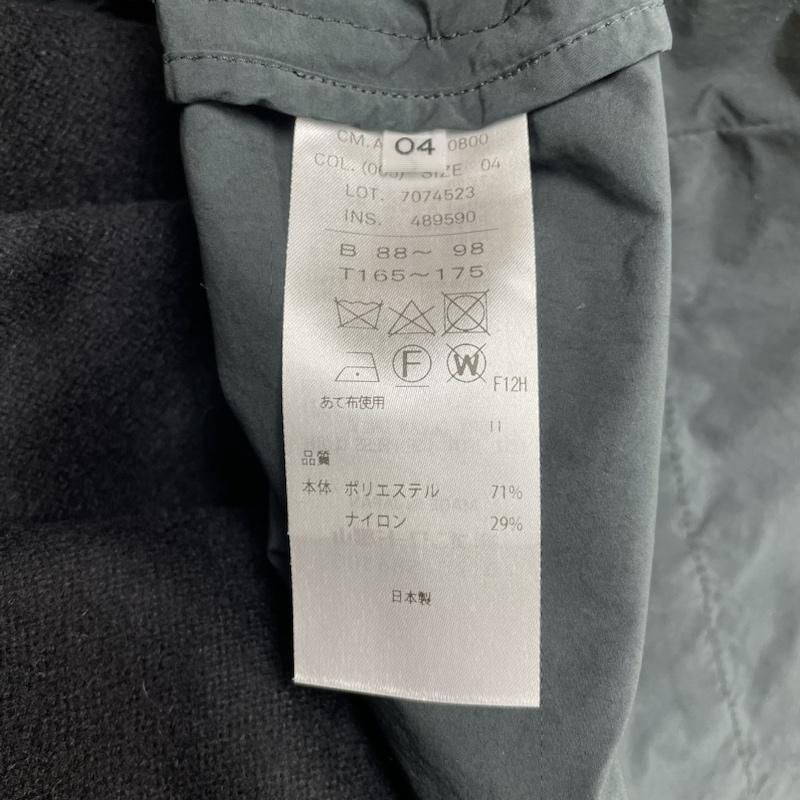 CM.A 04 0800
COL. (005) SIZE 04
LOT. 7074523
INS. 489590
B 88～ 98
T165～175
F W F12H
あて布使用
11
品質
本体 ポリエステル 71%
ナイロン 29%
日本製